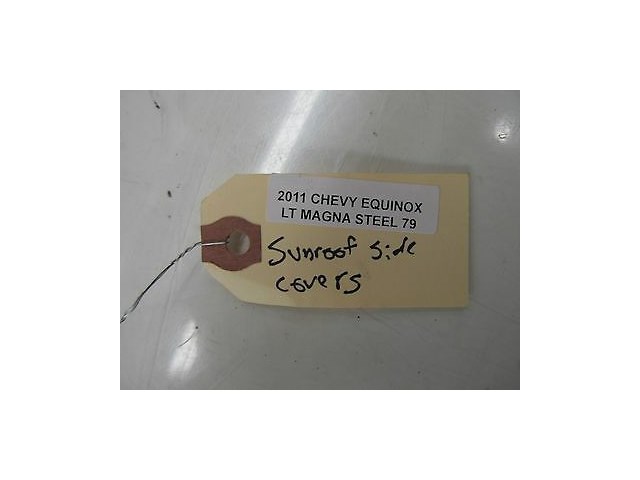 2011 CHEVY EQUINOX
LT MAGNA STEEL 79
Sunroof Side
covers